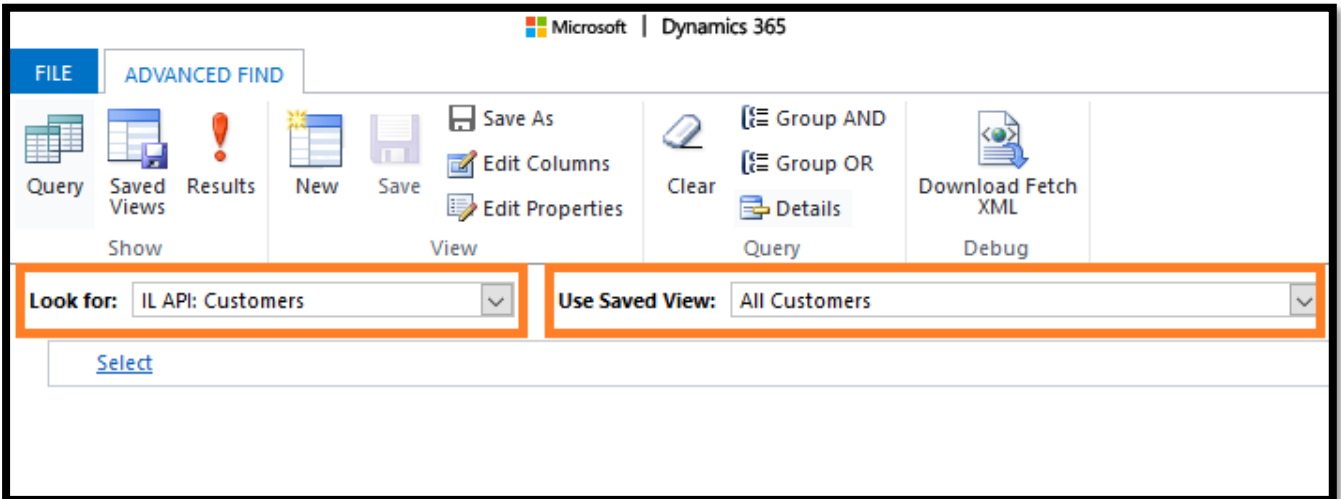 Microsoft | Dynamics 365
FILE ADVANCED FIND
Query
Saved Views
Results
Show
New
Save
Save As
Edit Columns
Edit Properties
View
Clear
Group AND
Group OR
Details
Query
Download Fetch XML
Debug
Look for: IL API: Customers
Use Saved View: All Customers
Select